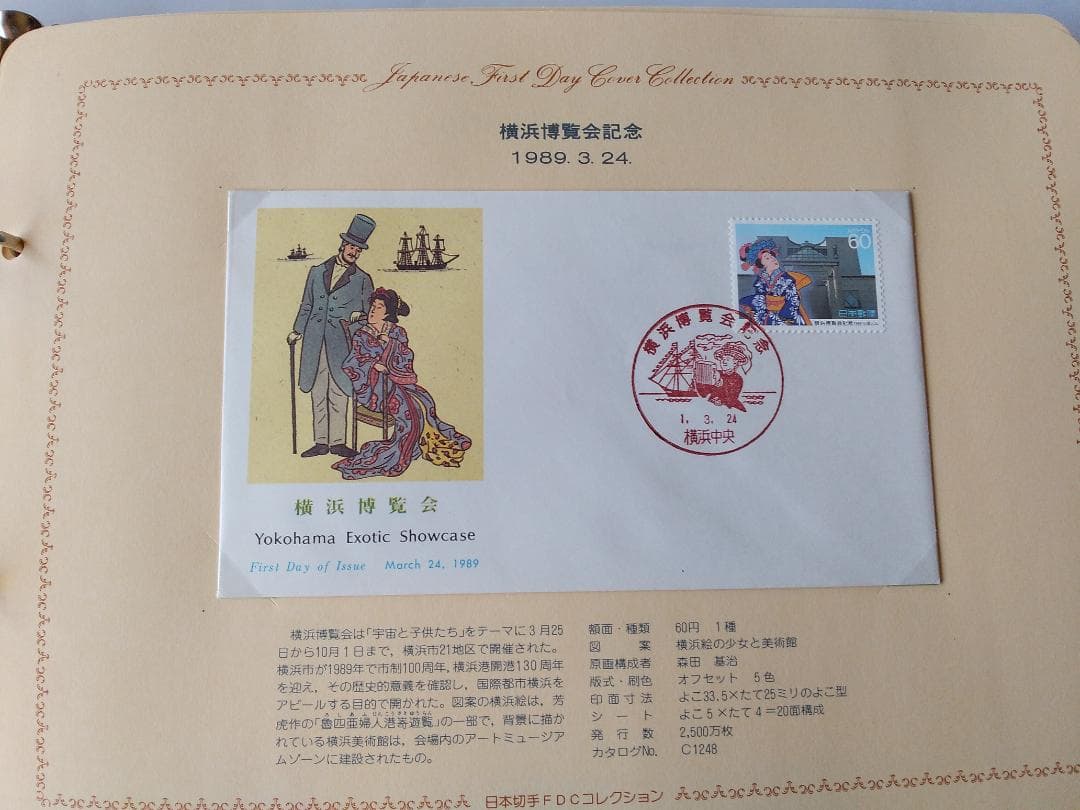 Japanese First Day Cover Collection
横浜博覧会記念
1989. 3. 24.
60
日本郵便
横浜博覧会記念
横浜博覧会記念
1. 3. 24
横浜中央
横浜博覧会
Yokohama Exotic Showcase
First Day of Issue March 24, 1989
横浜博覧会は「宇宙と子供たち」をテーマに3月25
日から10月1日まで，横浜市21地区で開催された。
横浜市が1989年で市制100周年，横浜港開港130周年
を迎え，その歴史的意義を確認し，国際都市横浜を
アピールする目的で開かれた。図案の横浜絵は，芳
虎作の「魯西亜婦人港崎遊覧」の一部で，背景に描か
れている横浜美術館は，会場内のアートミュージア
ムゾーンに建設されたもの。
額面・種類 60円 1種
図案 横浜絵の少女と美術館
原画構成者 森田 基治
版式・刷色 オフセット 5色
印面寸法 よこ33.5×たて25ミリのよこ型
シート よこ5×たて4＝20面構成
発行数 2,500万枚
カタログNo. C1248
日本切手FDCコレクション